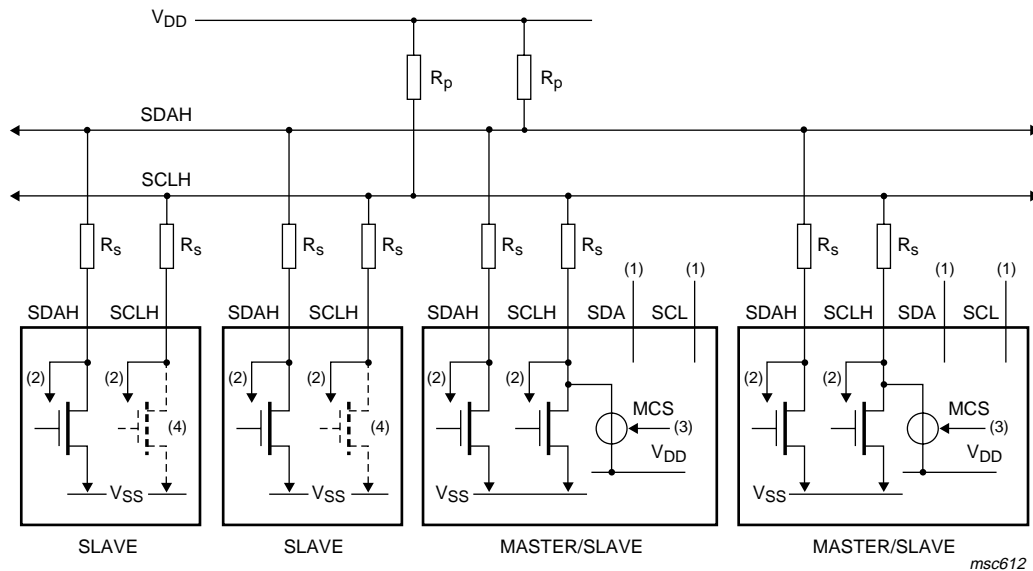 VDD
Rp Rp
SDAH
SCLH
Rs Rs Rs Rs Rs Rs Rs Rs
(1) (1) (1) (1)
SDAH SCLH SDAH SCLH SDAH SCLH SDA SCL SDAH SCLH SDA SCL
(2) (2) (2) (2) (2) (2) (2) (2)
(4) (4) MCS (3) MCS (3)
VDD VDD
VSS VSS VSS VSS
SLAVE SLAVE MASTER/SLAVE MASTER/SLAVE
msc612